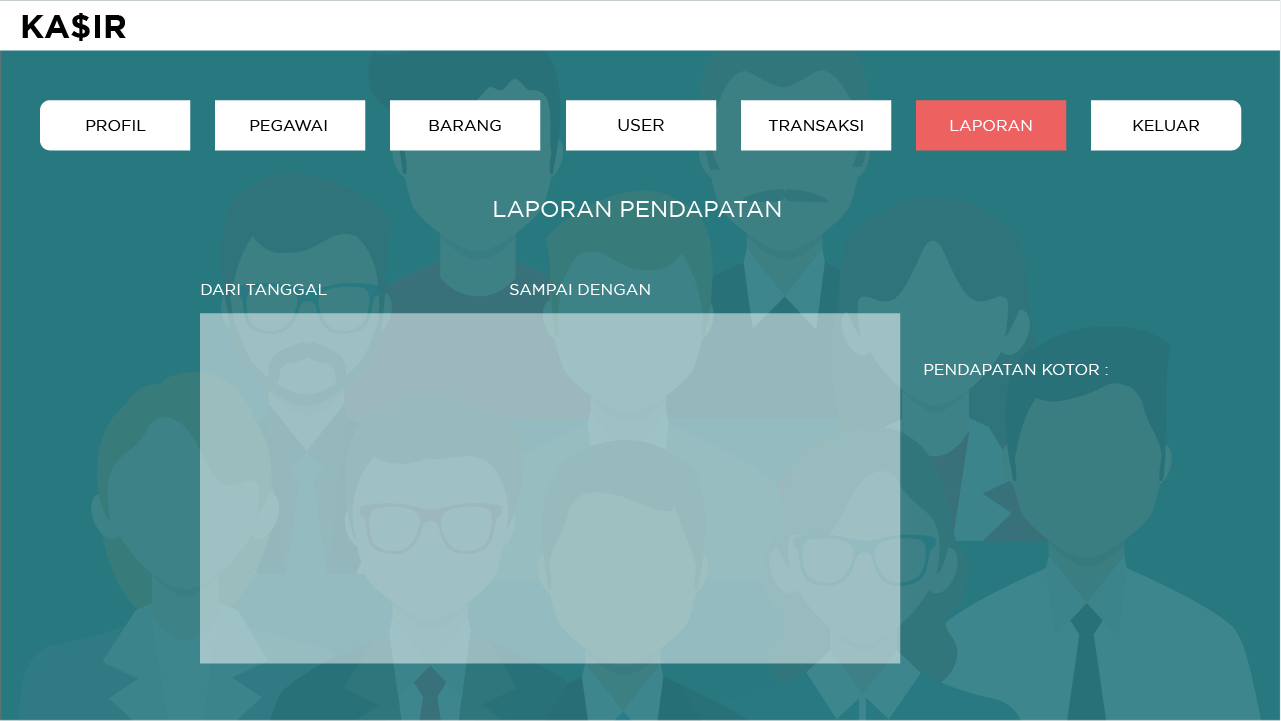 KA$IR
PROFIL
PEGAWAI
BARANG
USER
TRANSAKSI
LAPORAN
KELUAR
LAPORAN PENDAPATAN
DARI TANGGAL
SAMPAI DENGAN
PENDAPATAN KOTOR :